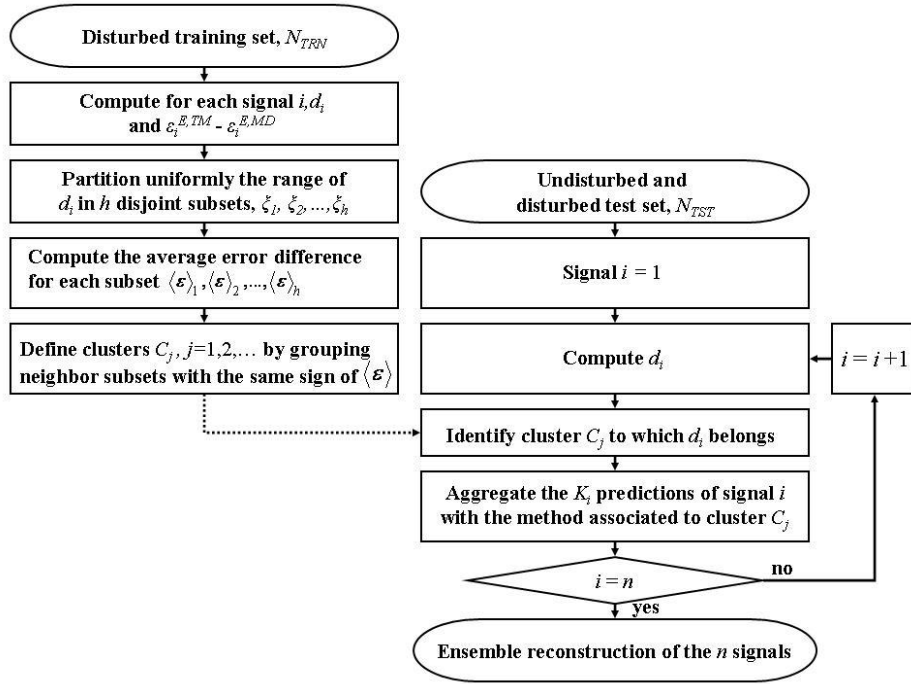 Disturbed training set, N_TRN
Compute for each signal i,d_i
and ε_i^{E,TM} - ε_i^{E,MD}
Partition uniformly the range of
d_i in h disjoint subsets, ξ_1, ξ_2,...,ξ_h
Compute the average error difference
for each subset ⟨ε⟩_1,⟨ε⟩_2,...,⟨ε⟩_h
Define clusters C_j, j=1,2,… by grouping
neighbor subsets with the same sign of ⟨ε⟩
Undisturbed and
disturbed test set, N_TST
Signal i = 1
Compute d_i
i = i+1
Identify cluster C_j to which d_i belongs
Aggregate the K_i predictions of signal i
with the method associated to cluster C_j
i = n
no
yes
Ensemble reconstruction of the n signals